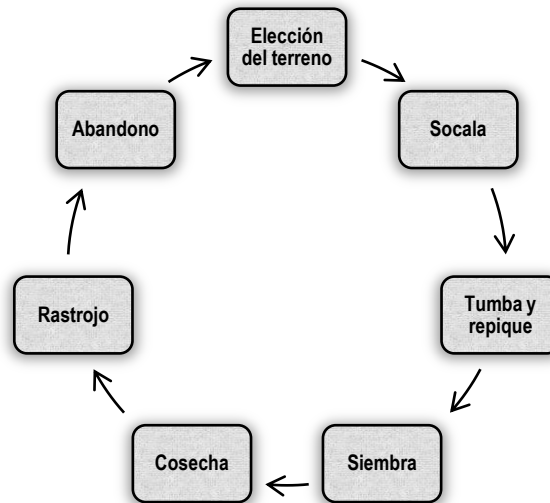 Elección
del terreno
Socala
Tumba y
repique
Siembra
Cosecha
Rastrojo
Abandono